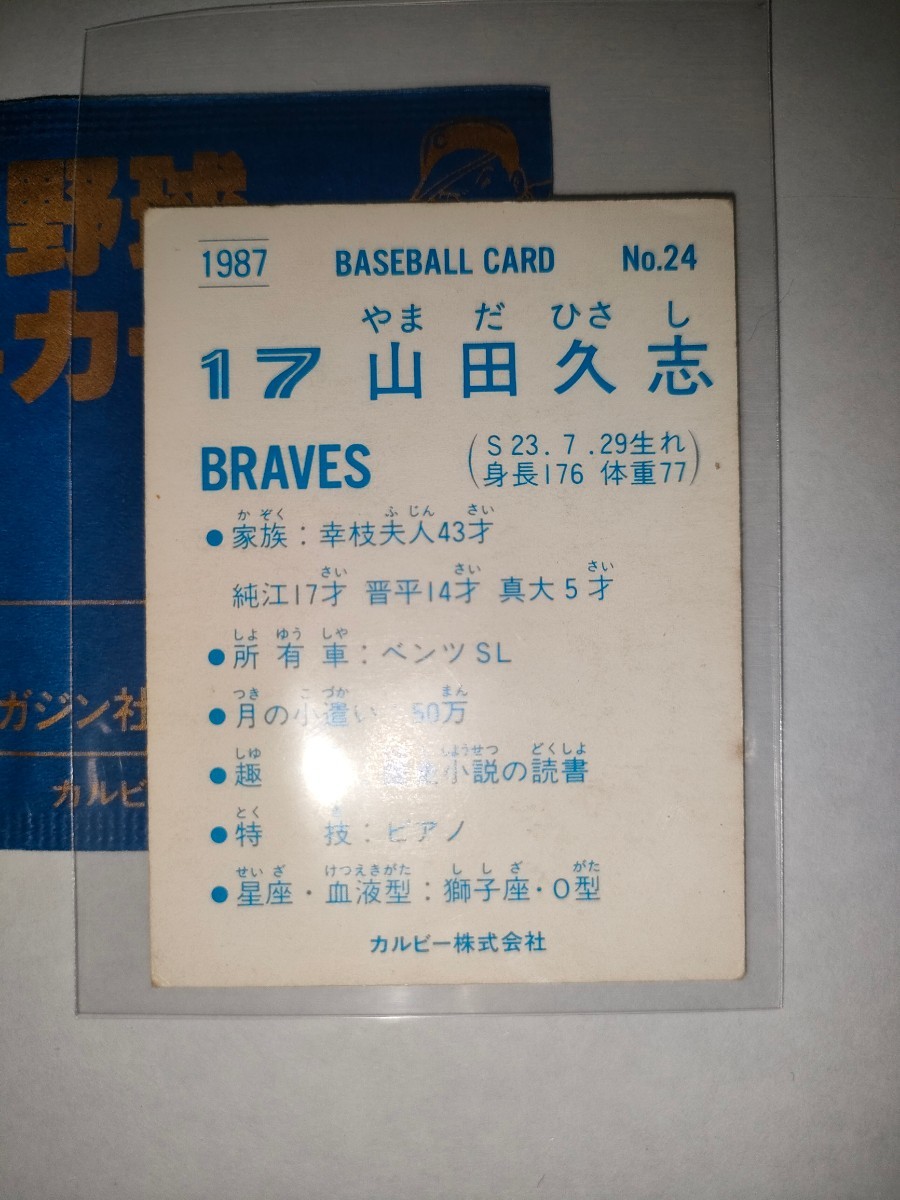 野球
カー
ガジン社
カルビ
1987 BASEBALL CARD No.24
やま だ ひさ し
17 山田久志
BRAVES
(S23.7.29生れ
身長176 体重77)
か ぞく ふ じん さい
●家族：幸枝夫人43才
さい さい さい
純江17才 晋平14才 真大5才
しよ ゆう しや
●所有車：ベンツSL
つき こ づか まん
●月の小遣い 50万
しゆ しようせつ どくしよ
●趣 小説の読書
とく ぎ
●特技：ピアノ
せい ざ けつえきがた し し ざ がた
●星座・血液型：獅子座・O型
カルビー株式会社